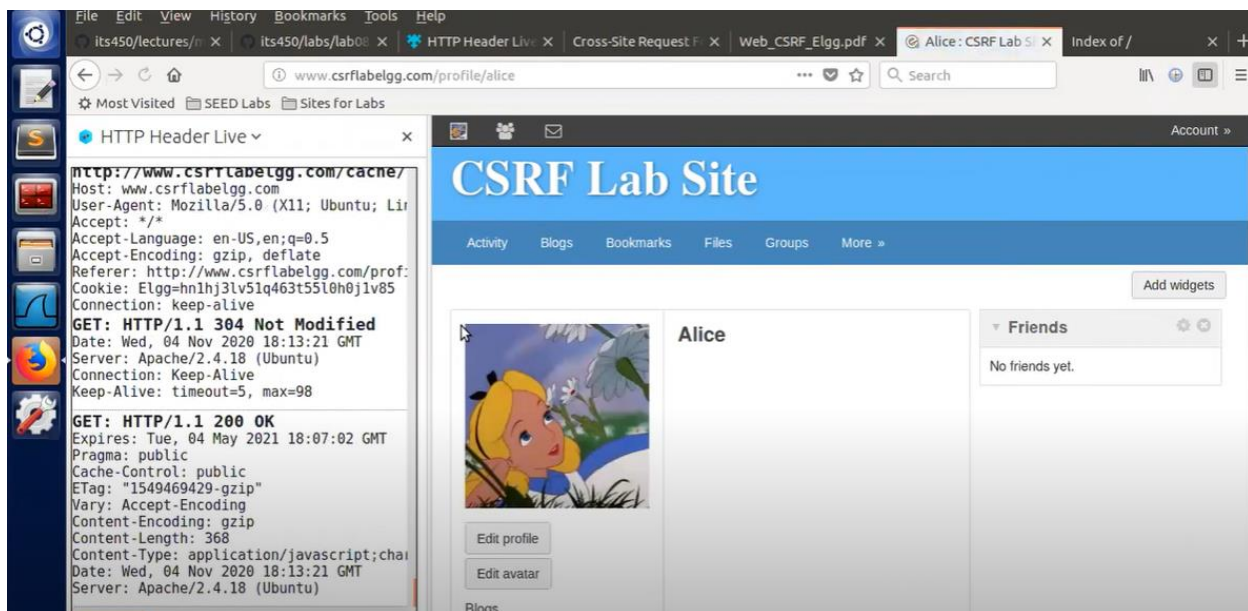 File Edit View History Bookmarks Tools Help
its450/lectures/m its450/labs/lab08 HTTP Header Live Cross-Site Request F Web_CSRF_Elgg.pdf Alice : CSRF Lab Si Index of /
www.csrflabelgg.com/profile/alice Search
Most Visited SEED Labs Sites for Labs
HTTP Header Live
http://www.csrflabelgg.com/cache/
Host: www.csrflabelgg.com
User-Agent: Mozilla/5.0 (X11; Ubuntu; Lin
Accept: */*
Accept-Language: en-US,en;q=0.5
Accept-Encoding: gzip, deflate
Referer: http://www.csrflabelgg.com/profi
Cookie: Elgg=hn1hj3lv51q463t55l0h0j1v85
Connection: keep-alive
GET: HTTP/1.1 304 Not Modified
Date: Wed, 04 Nov 2020 18:13:21 GMT
Server: Apache/2.4.18 (Ubuntu)
Connection: Keep-Alive
Keep-Alive: timeout=5, max=98
GET: HTTP/1.1 200 OK
Expires: Tue, 04 May 2021 18:07:02 GMT
Pragma: public
Cache-Control: public
ETag: "1549469429-gzip"
Vary: Accept-Encoding
Content-Encoding: gzip
Content-Length: 368
Content-Type: application/javascript;char
Date: Wed, 04 Nov 2020 18:13:21 GMT
Server: Apache/2.4.18 (Ubuntu)
Account »
CSRF Lab Site
Activity Blogs Bookmarks Files Groups More »
Add widgets
Alice
Friends
No friends yet.
Edit profile
Edit avatar
Blogs